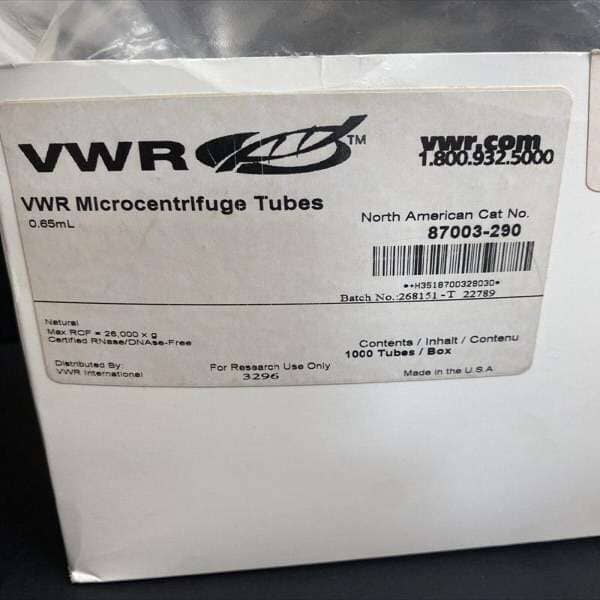 VWR™
vwr.com
1.800.932.5000
VWR Microcentrifuge Tubes
0.65mL
North American Cat No.
87003-290
*+H3518700329030*
Batch No.:268151-T 22789
Natural
Max RCF = 26,000 x g
Certified RNase/DNAse-Free
Contents / Inhalt / Contenu
1000 Tubes / Box
Distributed By:
VWR International
For Research Use Only
3296
Made in the U.S.A